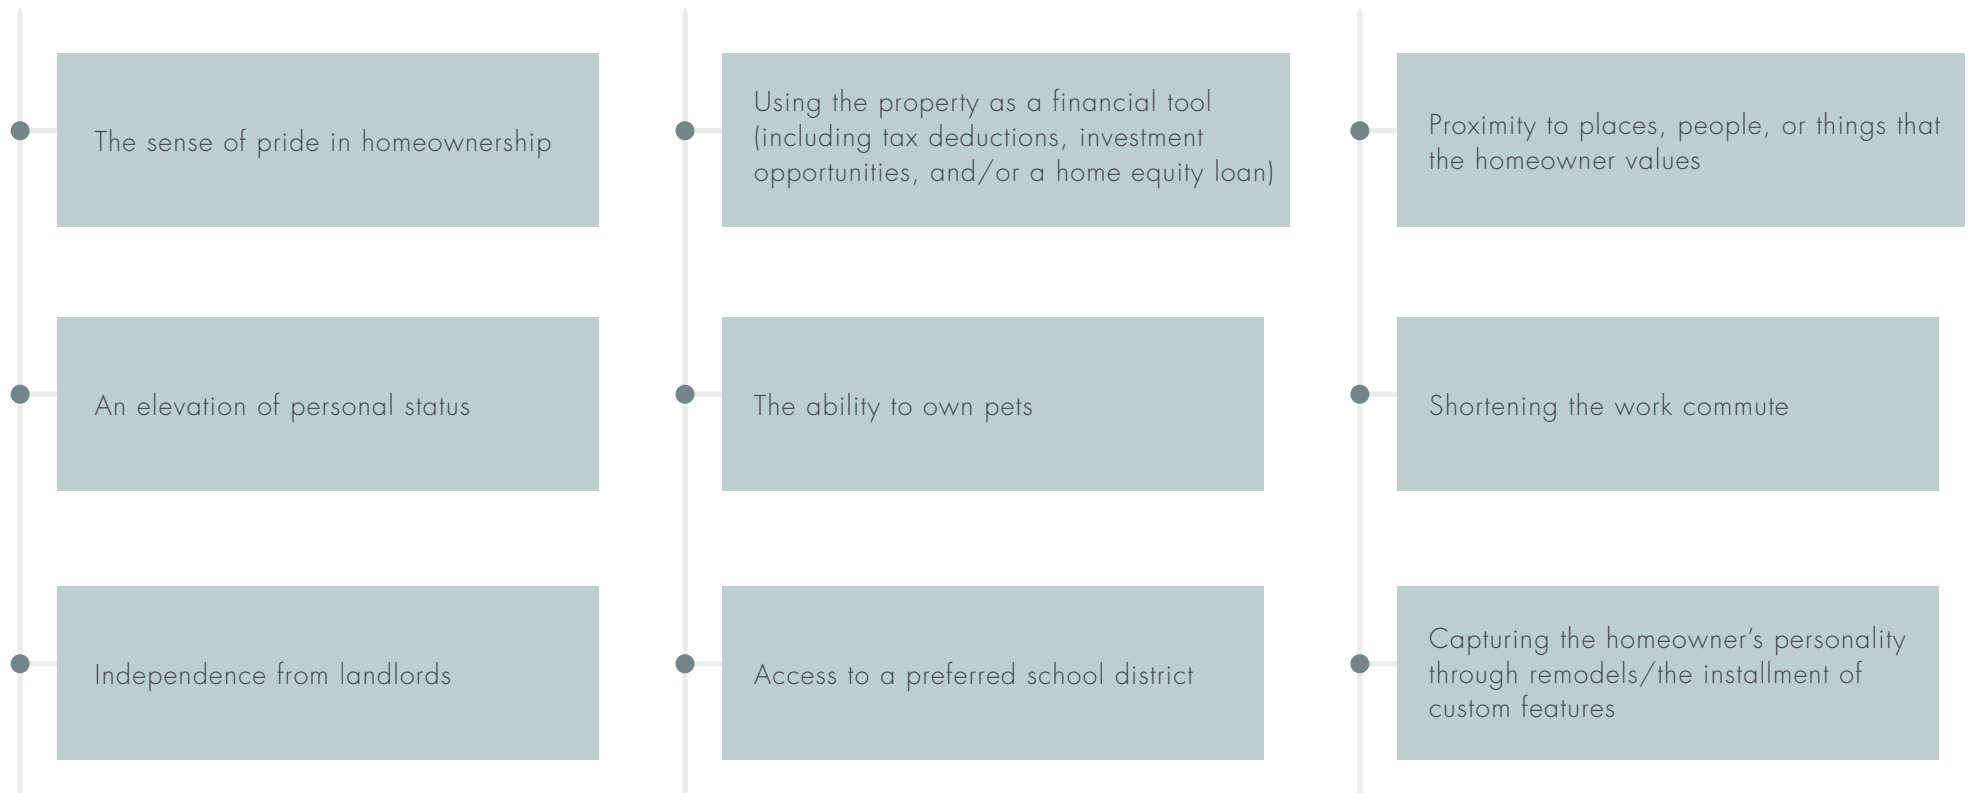 The sense of pride in homeownership
An elevation of personal status
Independence from landlords
Using the property as a financial tool
(including tax deductions, investment
opportunities, and/or a home equity loan)
The ability to own pets
Access to a preferred school district
Proximity to places, people, or things that
the homeowner values
Shortening the work commute
Capturing the homeowner’s personality
through remodels/the installment of
custom features